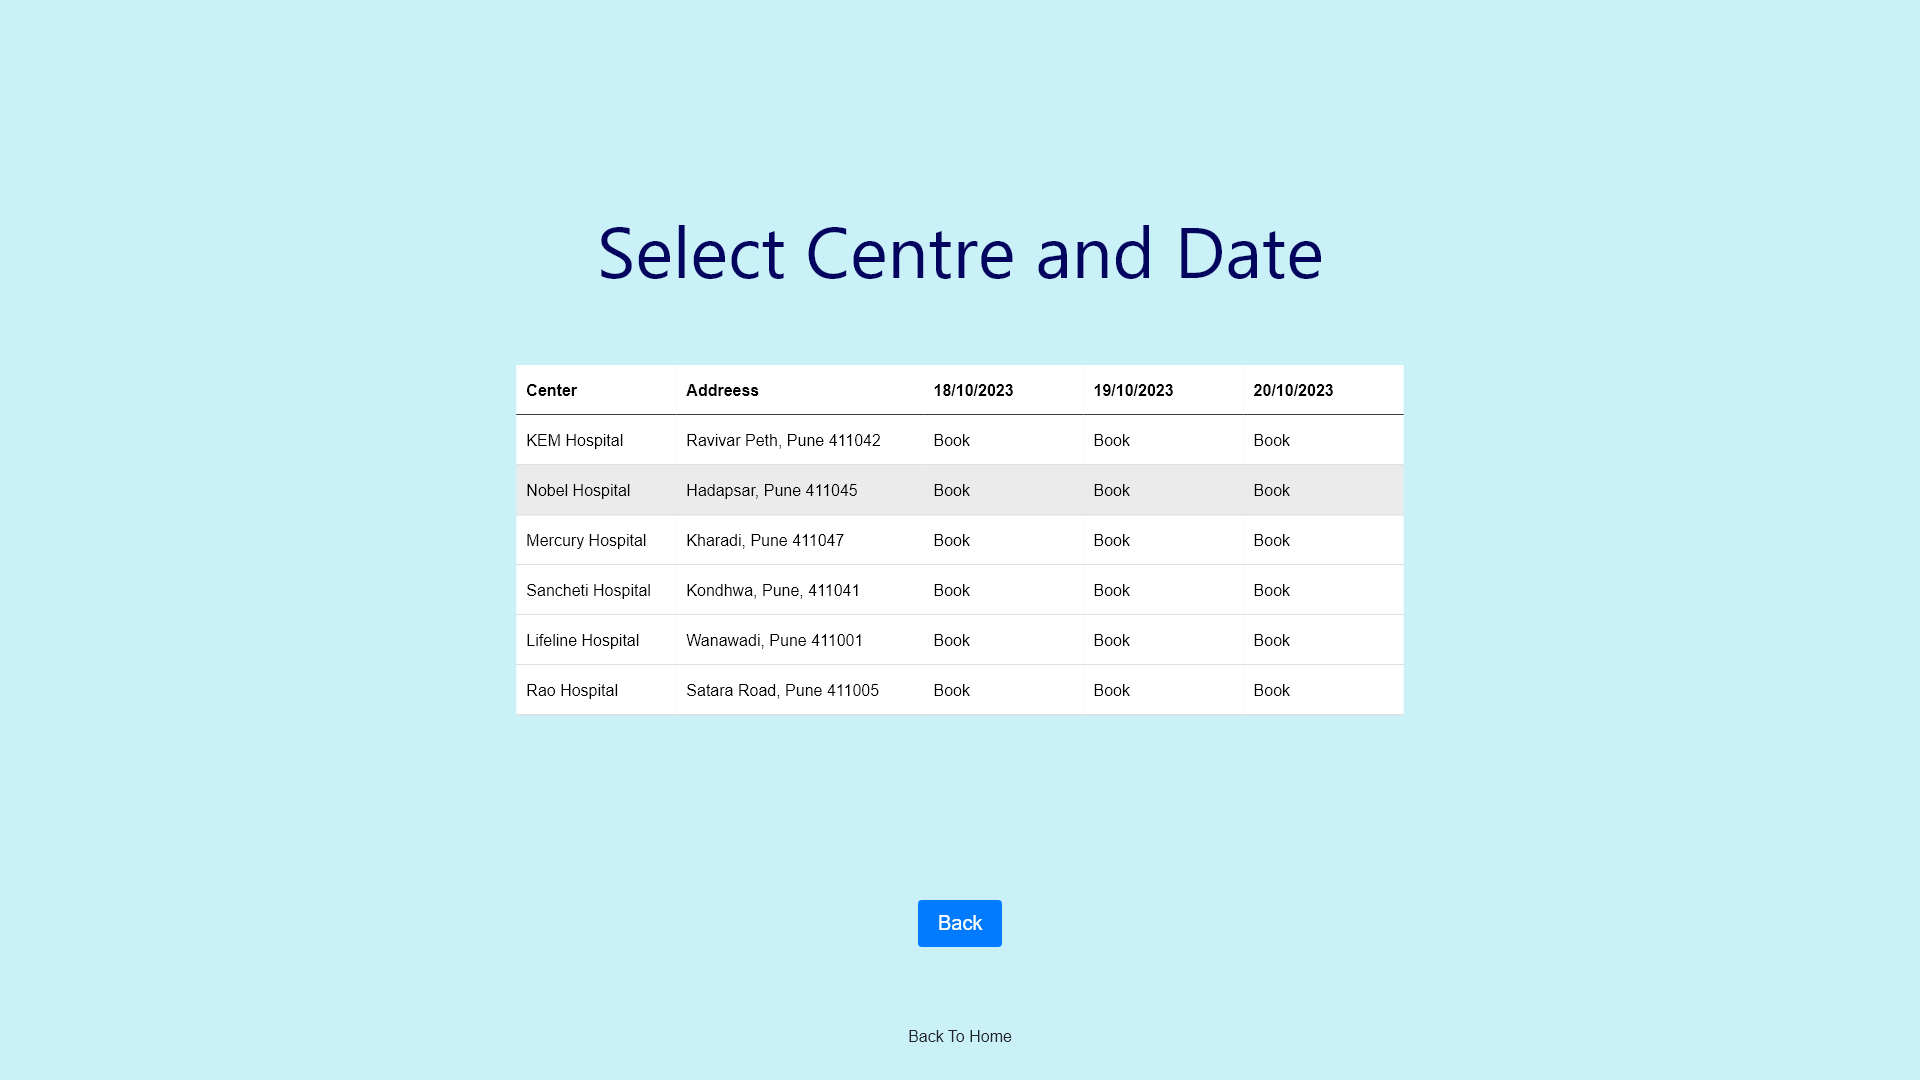 Select Centre and Date
Center Addreess 18/10/2023 19/10/2023 20/10/2023
KEM Hospital Ravivar Peth, Pune 411042 Book Book Book
Nobel Hospital Hadapsar, Pune 411045 Book Book Book
Mercury Hospital Kharadi, Pune 411047 Book Book Book
Sancheti Hospital Kondhwa, Pune, 411041 Book Book Book
Lifeline Hospital Wanawadi, Pune 411001 Book Book Book
Rao Hospital Satara Road, Pune 411005 Book Book Book
Back
Back To Home